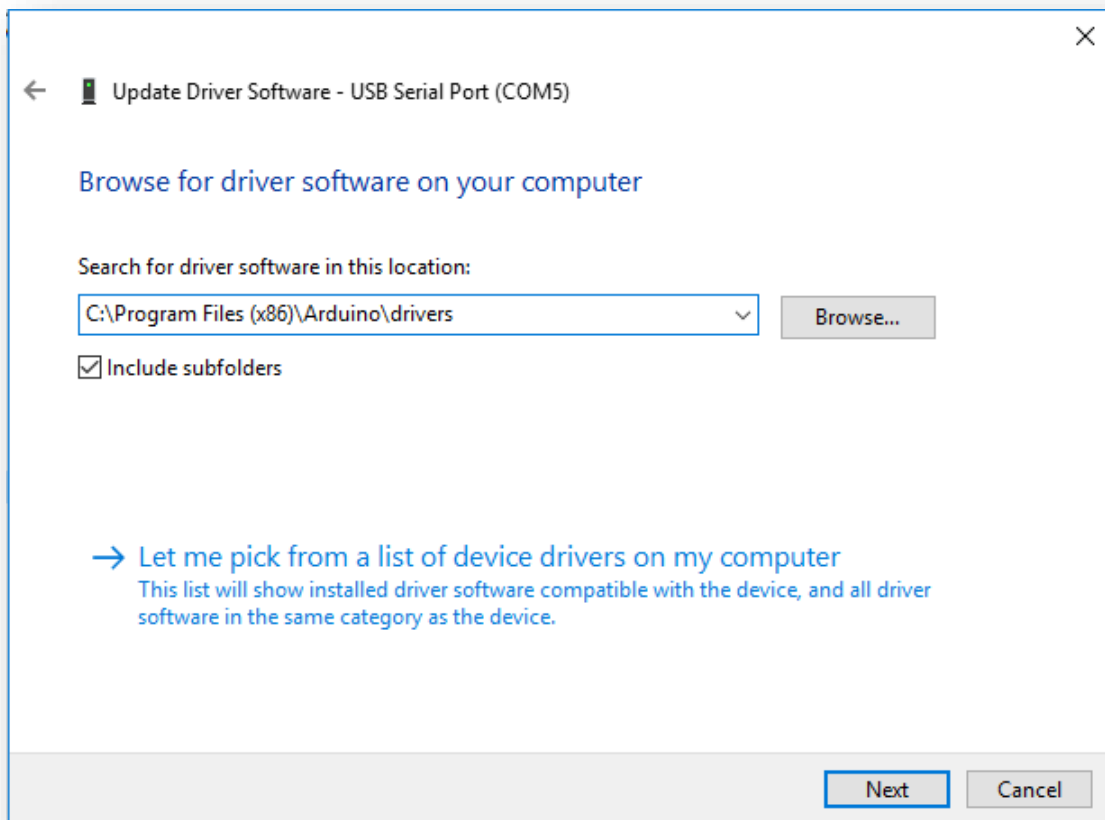 Update Driver Software - USB Serial Port (COM5)
Browse for driver software on your computer
Search for driver software in this location:
C:\Program Files (x86)\Arduino\drivers
Browse...
Include subfolders
Let me pick from a list of device drivers on my computer
This list will show installed driver software compatible with the device, and all driver
software in the same category as the device.
Next
Cancel